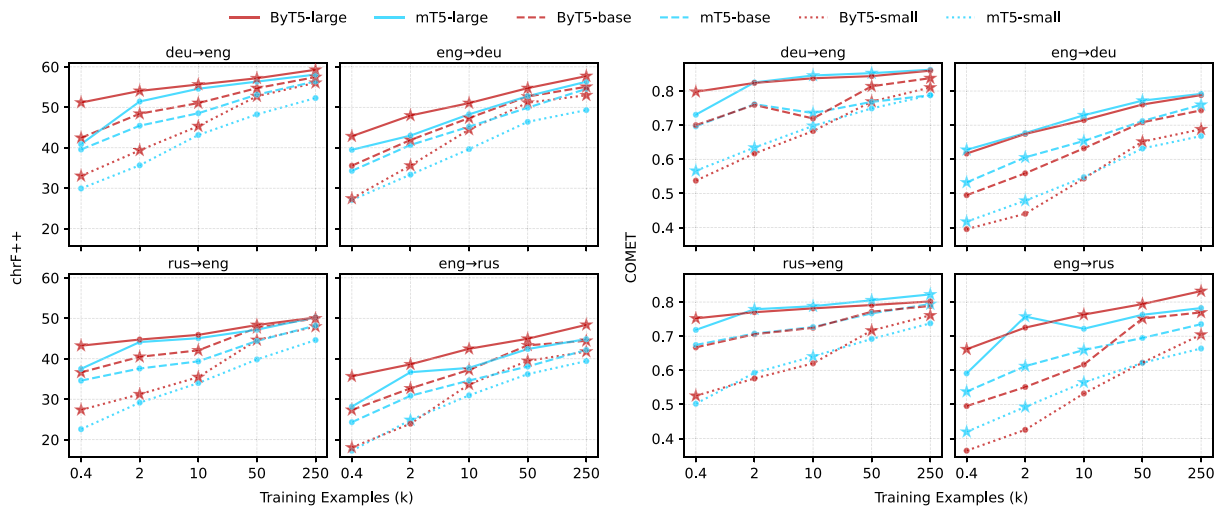 ByT5-large mT5-large ByT5-base mT5-base ByT5-small mT5-small
deu→eng eng→deu deu→eng eng→deu
60
50
40
30
20
0.8
0.7
0.6
0.5
0.4
chrF++
COMET
rus→eng eng→rus rus→eng eng→rus
60
50
40
30
20
0.8
0.7
0.6
0.5
0.4
0.4 2 10 50 250 0.4 2 10 50 250 0.4 2 10 50 250 0.4 2 10 50 250
Training Examples (k) Training Examples (k) Training Examples (k) Training Examples (k)